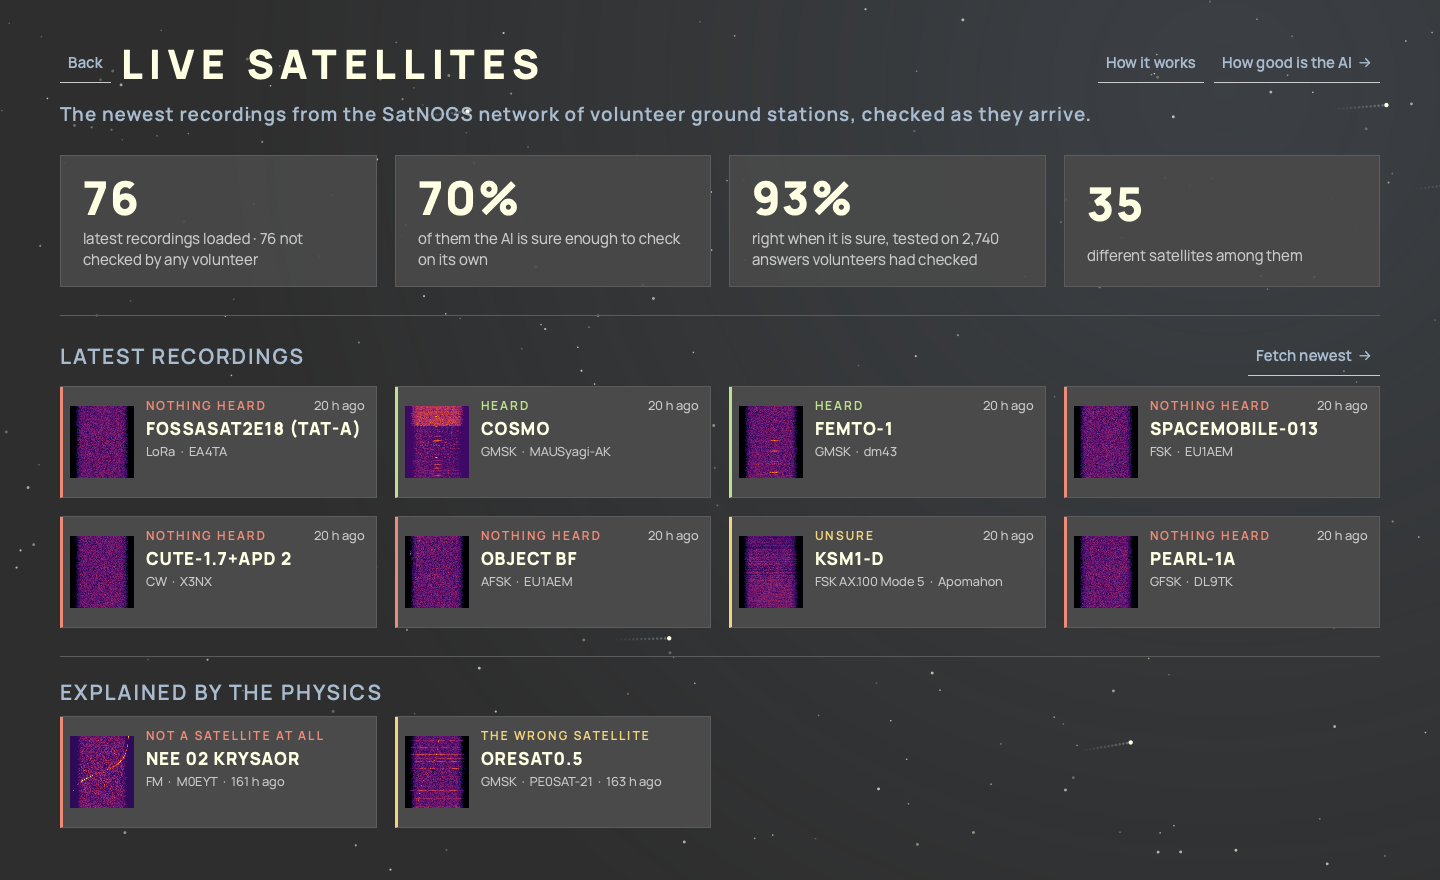 Back
LIVE SATELLITES
How it works
How good is the AI →
The newest recordings from the SatNOGS network of volunteer ground stations, checked as they arrive.
76
latest recordings loaded · 76 not
checked by any volunteer
70%
of them the AI is sure enough to check
on its own
93%
right when it is sure, tested on 2,740
answers volunteers had checked
35
different satellites among them
LATEST RECORDINGS
Fetch newest →
NOTHING HEARD
20 h ago
FOSSASAT2E18 (TAT-A)
LoRa · EA4TA
HEARD
20 h ago
COSMO
GMSK · MAUSyagi-AK
HEARD
20 h ago
FEMTO-1
GMSK · dm43
NOTHING HEARD
20 h ago
SPACEMOBILE-013
FSK · EU1AEM
NOTHING HEARD
20 h ago
CUTE-1.7+APD 2
CW · X3NX
NOTHING HEARD
20 h ago
OBJECT BF
AFSK · EU1AEM
UNSURE
20 h ago
KSM1-D
FSK AX.100 Mode 5 · Apomahon
NOTHING HEARD
20 h ago
PEARL-1A
GFSK · DL9TK
EXPLAINED BY THE PHYSICS
NOT A SATELLITE AT ALL
NEE 02 KRYSAOR
FM · M0EYT · 161 h ago
THE WRONG SATELLITE
ORESAT0.5
GMSK · PE0SAT-21 · 163 h ago